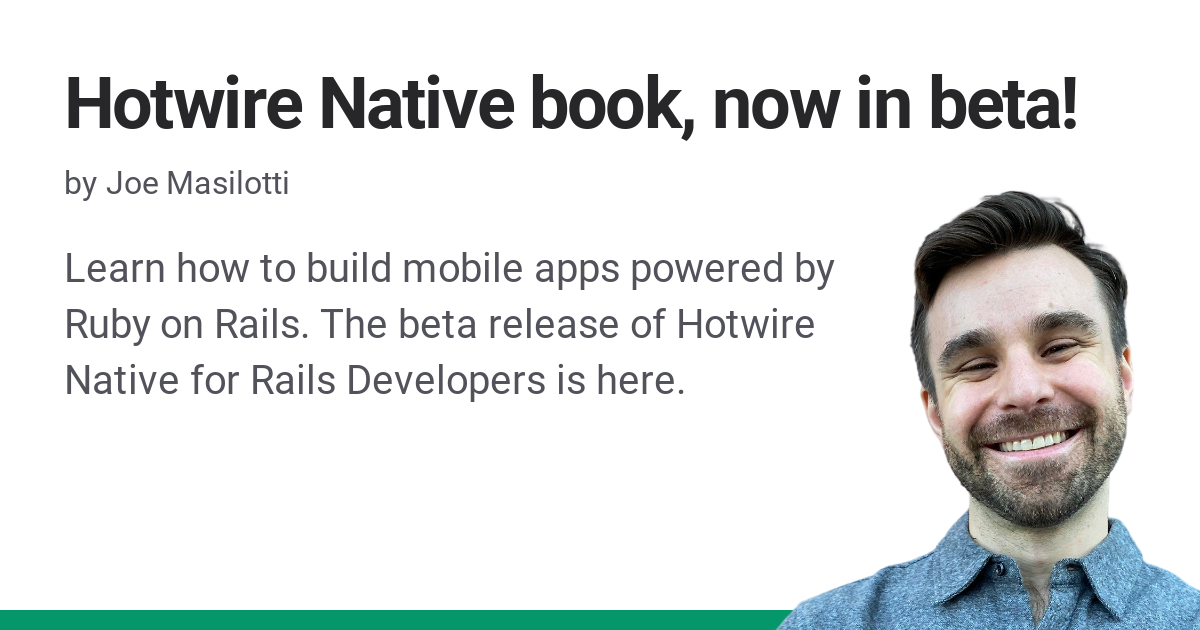 Hotwire Native book, now in beta!
by Joe Masilotti
Learn how to build mobile apps powered by
Ruby on Rails. The beta release of Hotwire
Native for Rails Developers is here.